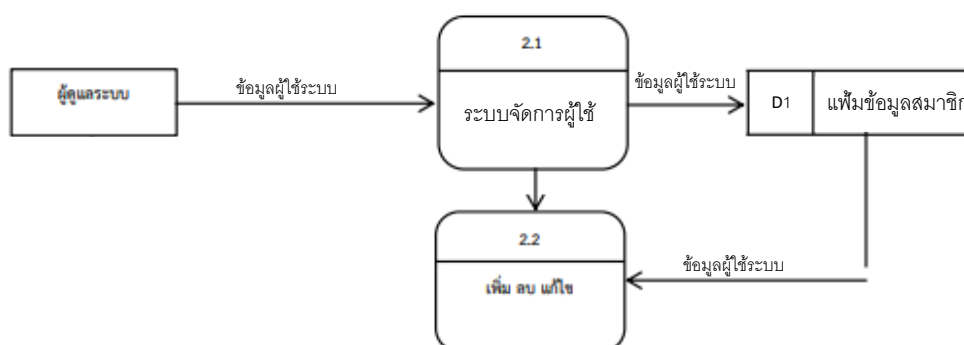 2.1
ผู้ดูแลระบบ
ข้อมูลผู้ใช้ระบบ
ระบบจัดการผู้ใช้
ข้อมูลผู้ใช้ระบบ
D1
แฟ้มข้อมูลสมาชิก
2.2
เพิ่ม ลบ แก้ไข
ข้อมูลผู้ใช้ระบบ